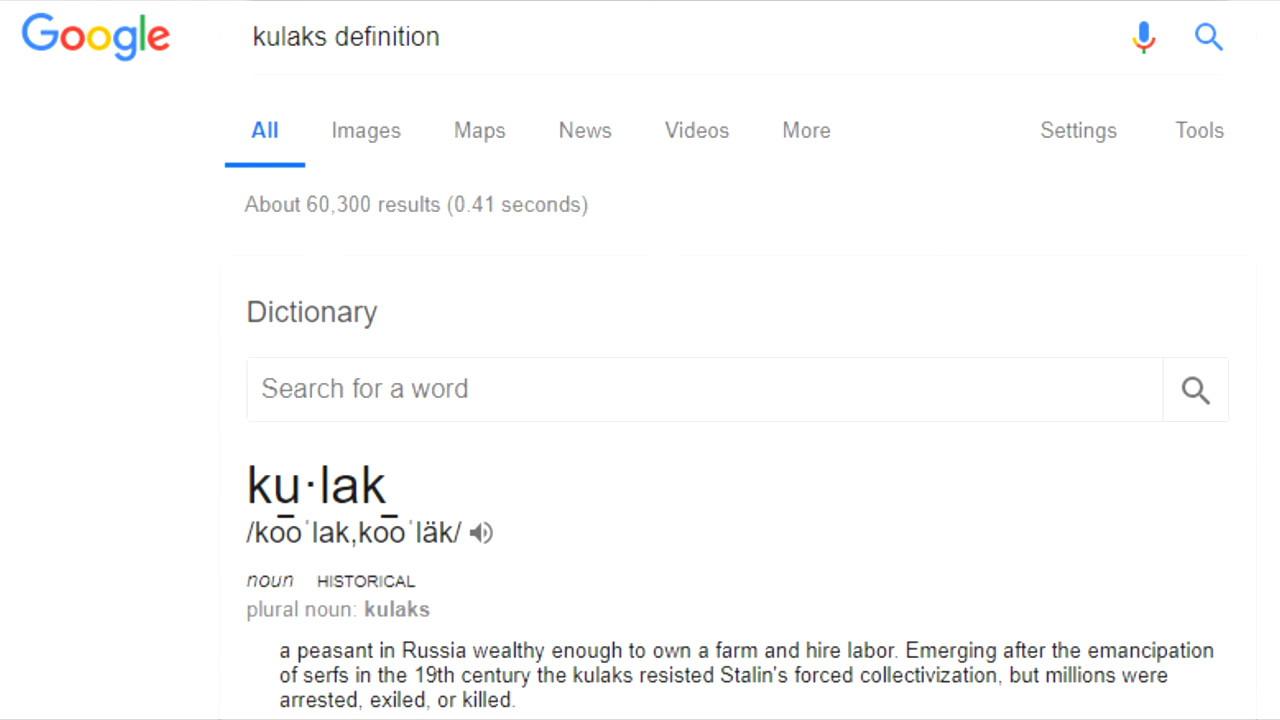 Google
kulaks definition
All Images Maps News Videos More Settings Tools
About 60,300 results (0.41 seconds)
Dictionary
Search for a word
ku·lak
/ko͞oˈlak,ko͞oˈläk/
noun HISTORICAL
plural noun: kulaks
a peasant in Russia wealthy enough to own a farm and hire labor. Emerging after the emancipation
of serfs in the 19th century the kulaks resisted Stalin's forced collectivization, but millions were
arrested, exiled, or killed.